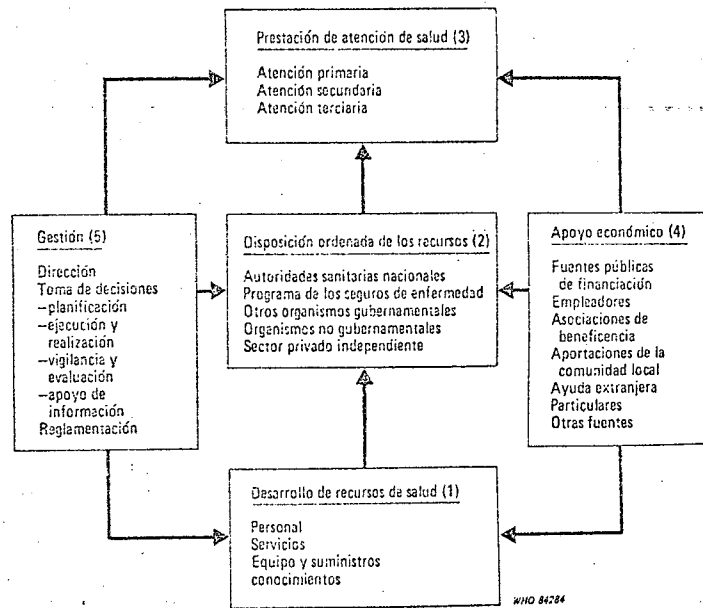 Prestación de atención de salud (3)
Atención primaria
Atención secundaria
Atención terciaria
Gestión (5)
Dirección
Toma de decisiones
—planificación
—ejecución y
realización
—vigilancia y
evaluación
—apoyo de
información
Reglamentación
Disposición ordenada de los recursos (2)
Autoridades sanitarias nacionales
Programa de los seguros de enfermedad
Otros organismos gubernamentales
Organismos no gubernamentales
Sector privado independiente
Apoyo económico (4)
Fuentes públicas
de financiación
Empleadores
Asociaciones de
beneficencia
Aportaciones de la
comunidad local
Ayuda extranjera
Particulares
Otras fuentes
Desarrollo de recursos de salud (1)
Personal
Servicios
Equipo y suministros
conocimientos
WHO 84284